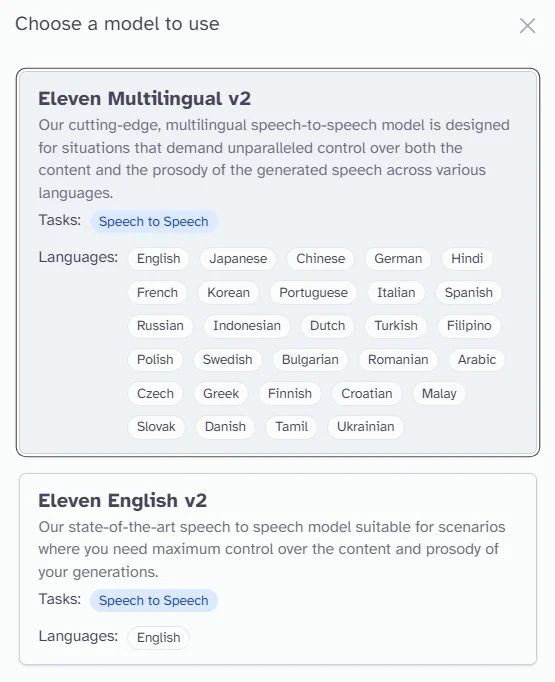 Choose a model to use
Eleven Multilingual v2
Our cutting-edge, multilingual speech-to-speech model is designed
for situations that demand unparalleled control over both the
content and the prosody of the generated speech across various
languages.
Tasks: Speech to Speech
Languages: English Japanese Chinese German Hindi
French Korean Portuguese Italian Spanish
Russian Indonesian Dutch Turkish Filipino
Polish Swedish Bulgarian Romanian Arabic
Czech Greek Finnish Croatian Malay
Slovak Danish Tamil Ukrainian
Eleven English v2
Our state-of-the-art speech to speech model suitable for scenarios
where you need maximum control over the content and prosody of
your generations.
Tasks: Speech to Speech
Languages: English